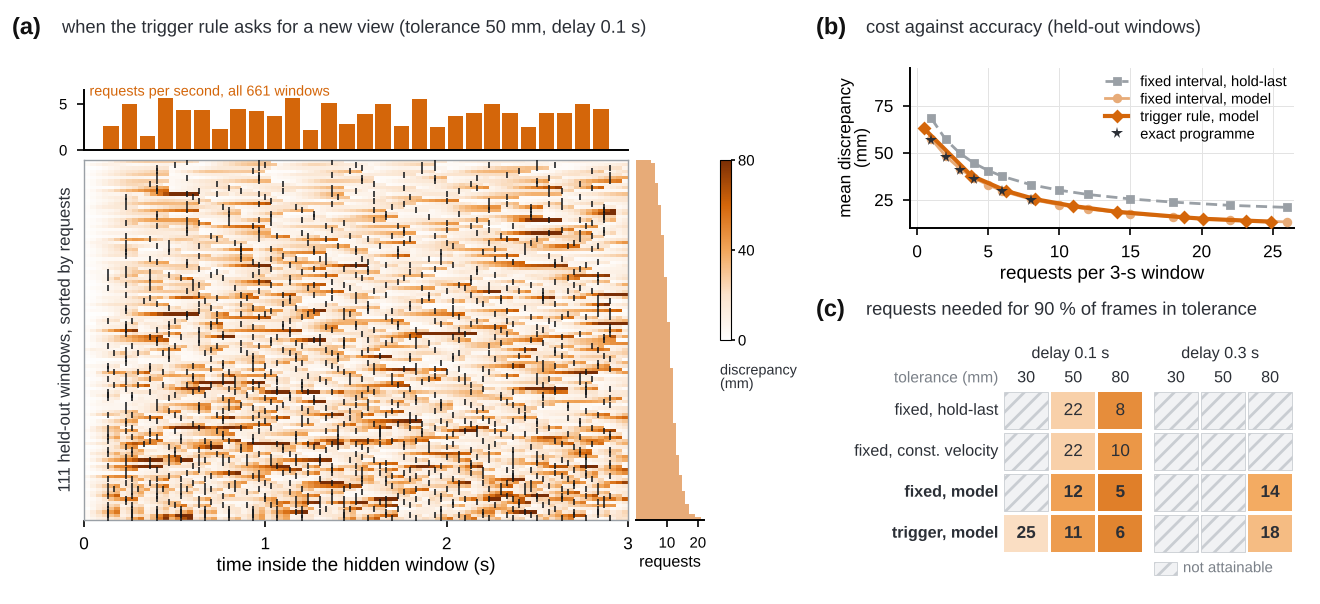 (a) when the trigger rule asks for a new view (tolerance 50 mm, delay 0.1 s)
requests per second, all 661 windows
5
0
111 held-out windows, sorted by requests
0 1 2 3
time inside the hidden window (s)
10 20
requests
80
40
0
discrepancy
(mm)
(b) cost against accuracy (held-out windows)
mean discrepancy
(mm)
75
50
25
fixed interval, hold-last
fixed interval, model
trigger rule, model
exact programme
0 5 10 15 20 25
requests per 3-s window
(c) requests needed for 90 % of frames in tolerance
delay 0.1 s delay 0.3 s
tolerance (mm) 30 50 80 30 50 80
fixed, hold-last 22 8
fixed, const. velocity 22 10
fixed, model 12 5 14
trigger, model 25 11 6 18
not attainable